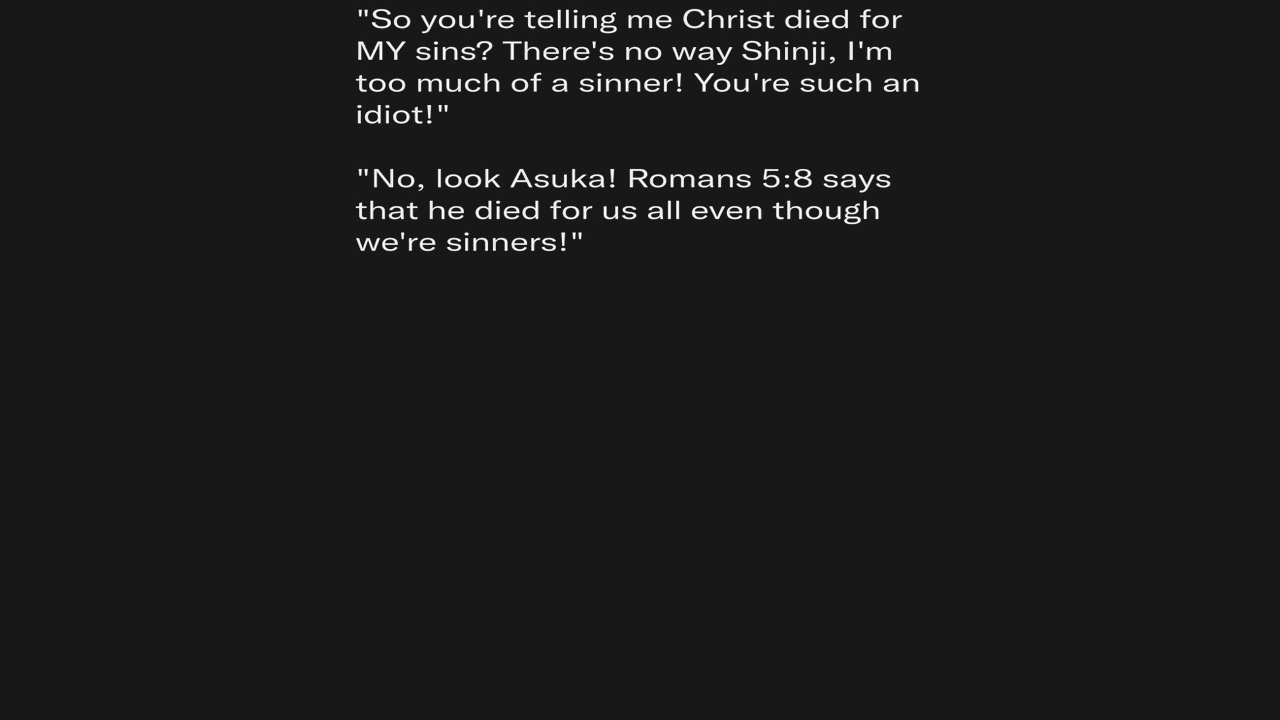 "So you're telling me Christ died for
MY sins? There's no way Shinji, I'm
too much of a sinner! You're such an
idiot!"
"No, look Asuka! Romans 5:8 says
that he died for us all even though
we're sinners!"